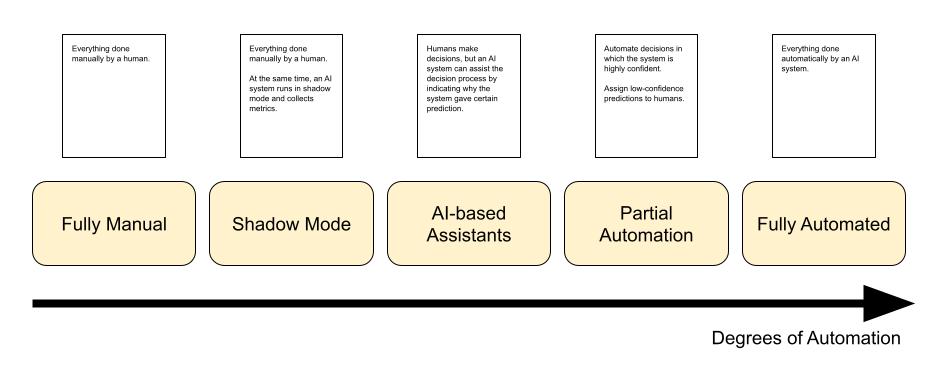 Everything done
manually by a human.
Everything done
manually by a human.
At the same time, an AI
system runs in shadow
mode and collects
metrics.
Humans make
decisions, but an AI
system can assist the
decision process by
indicating why the
system gave certain
prediction.
Automate decisions in
which the system is
highly confident.
Assign low-confidence
predictions to humans.
Everything done
automatically by an AI
system.
Fully Manual
Shadow Mode
AI-based
Assistants
Partial
Automation
Fully Automated
Degrees of Automation